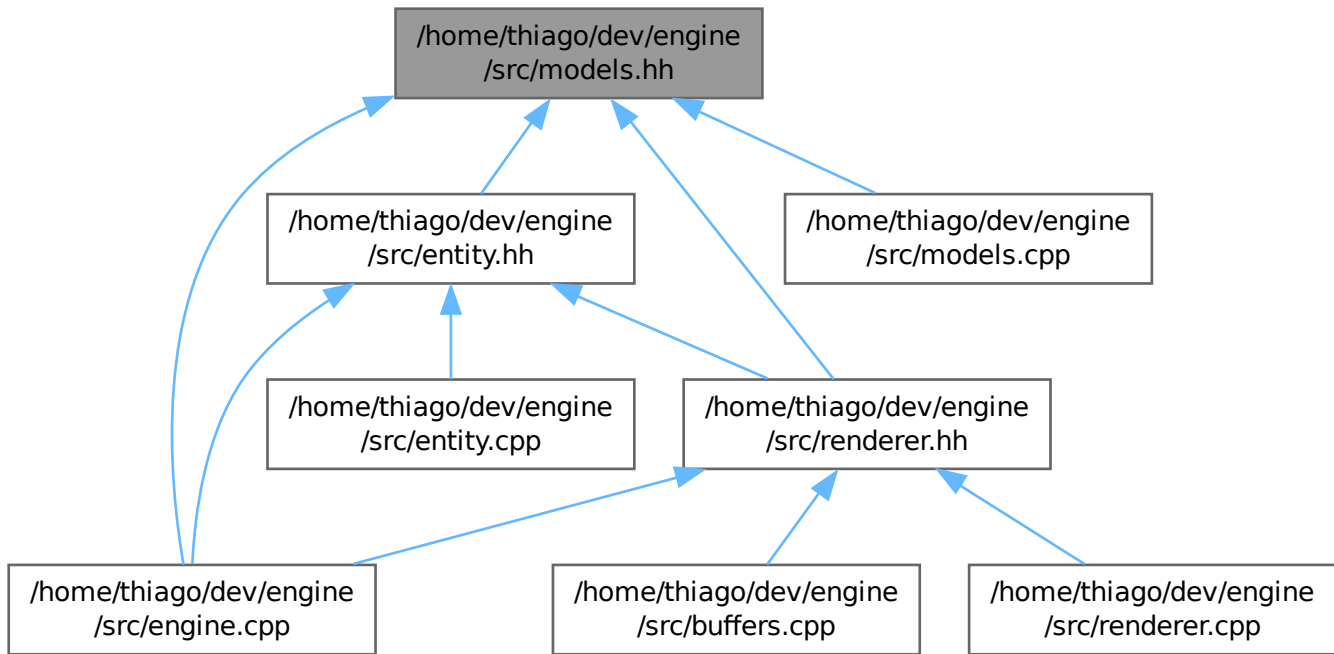 /home/thiago/dev/engine
/src/models.hh
/home/thiago/dev/engine
/src/entity.hh
/home/thiago/dev/engine
/src/models.cpp
/home/thiago/dev/engine
/src/entity.cpp
/home/thiago/dev/engine
/src/renderer.hh
/home/thiago/dev/engine
/src/engine.cpp
/home/thiago/dev/engine
/src/buffers.cpp
/home/thiago/dev/engine
/src/renderer.cpp